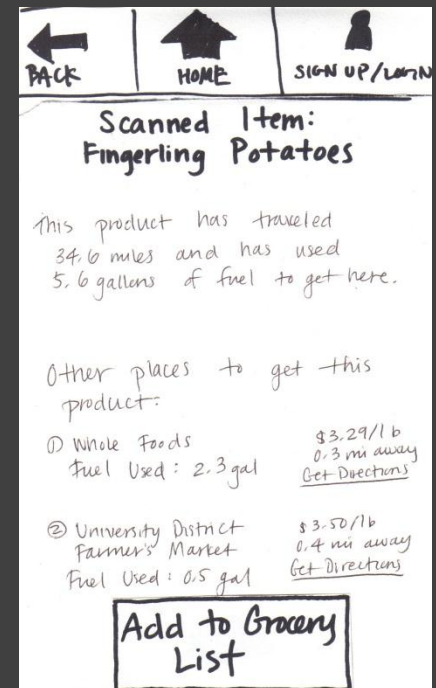 BACK
HOME
SIGN UP/LOGIN
Scanned Item:
Fingerling Potatoes
This product has traveled
34.6 miles and has used
5.6 gallons of fuel to get here.
Other places to get this
product:
① Whole Foods
Fuel Used: 2.3 gal
$3.29/lb
0.3 mi away
Get Directions
② University District
Farmer's Market
Fuel Used: 0.5 gal
$3.50/lb
0.4 mi away
Get Directions
Add to Grocery
List